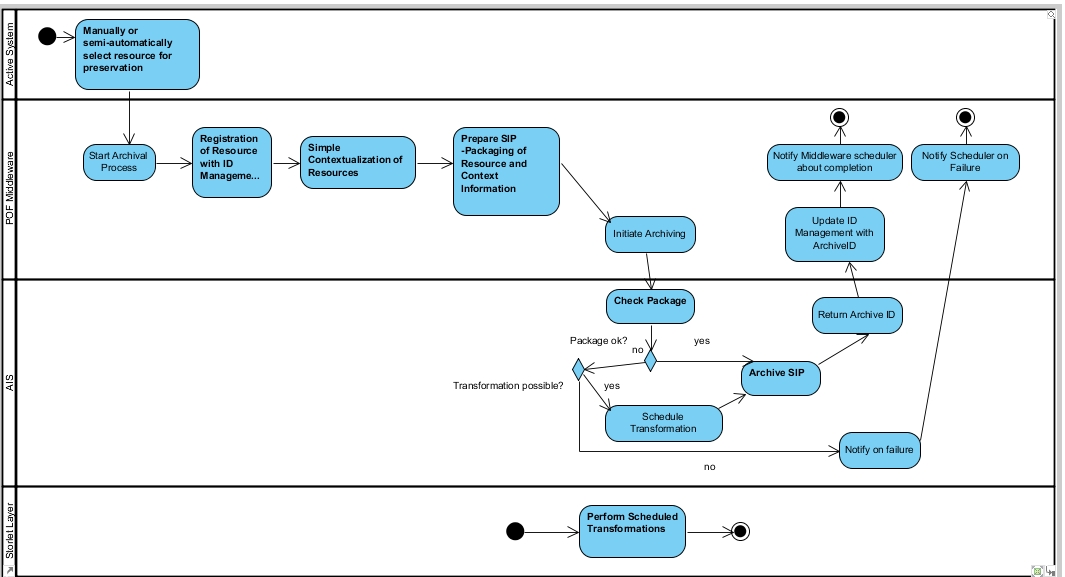 Active System
Manually or
semi-automatically
select resource for
preservation
POF Middleware
Start Archival
Process
Registration
of Resource
with ID
Manageme...
Simple
Contextualization of
Resources
Prepare SIP
-Packaging of
Resource and
Context
Information
Initiate Archiving
Notify Middleware scheduler
about completion
Notify Scheduler on
Failure
Update ID
Management with
ArchiveID
AIS
Check Package
Return Archive ID
Package ok?
no
yes
Archive SIP
Transformation possible?
yes
Schedule
Transformation
Notify on failure
no
Storlet Layer
Perform Scheduled
Transformations